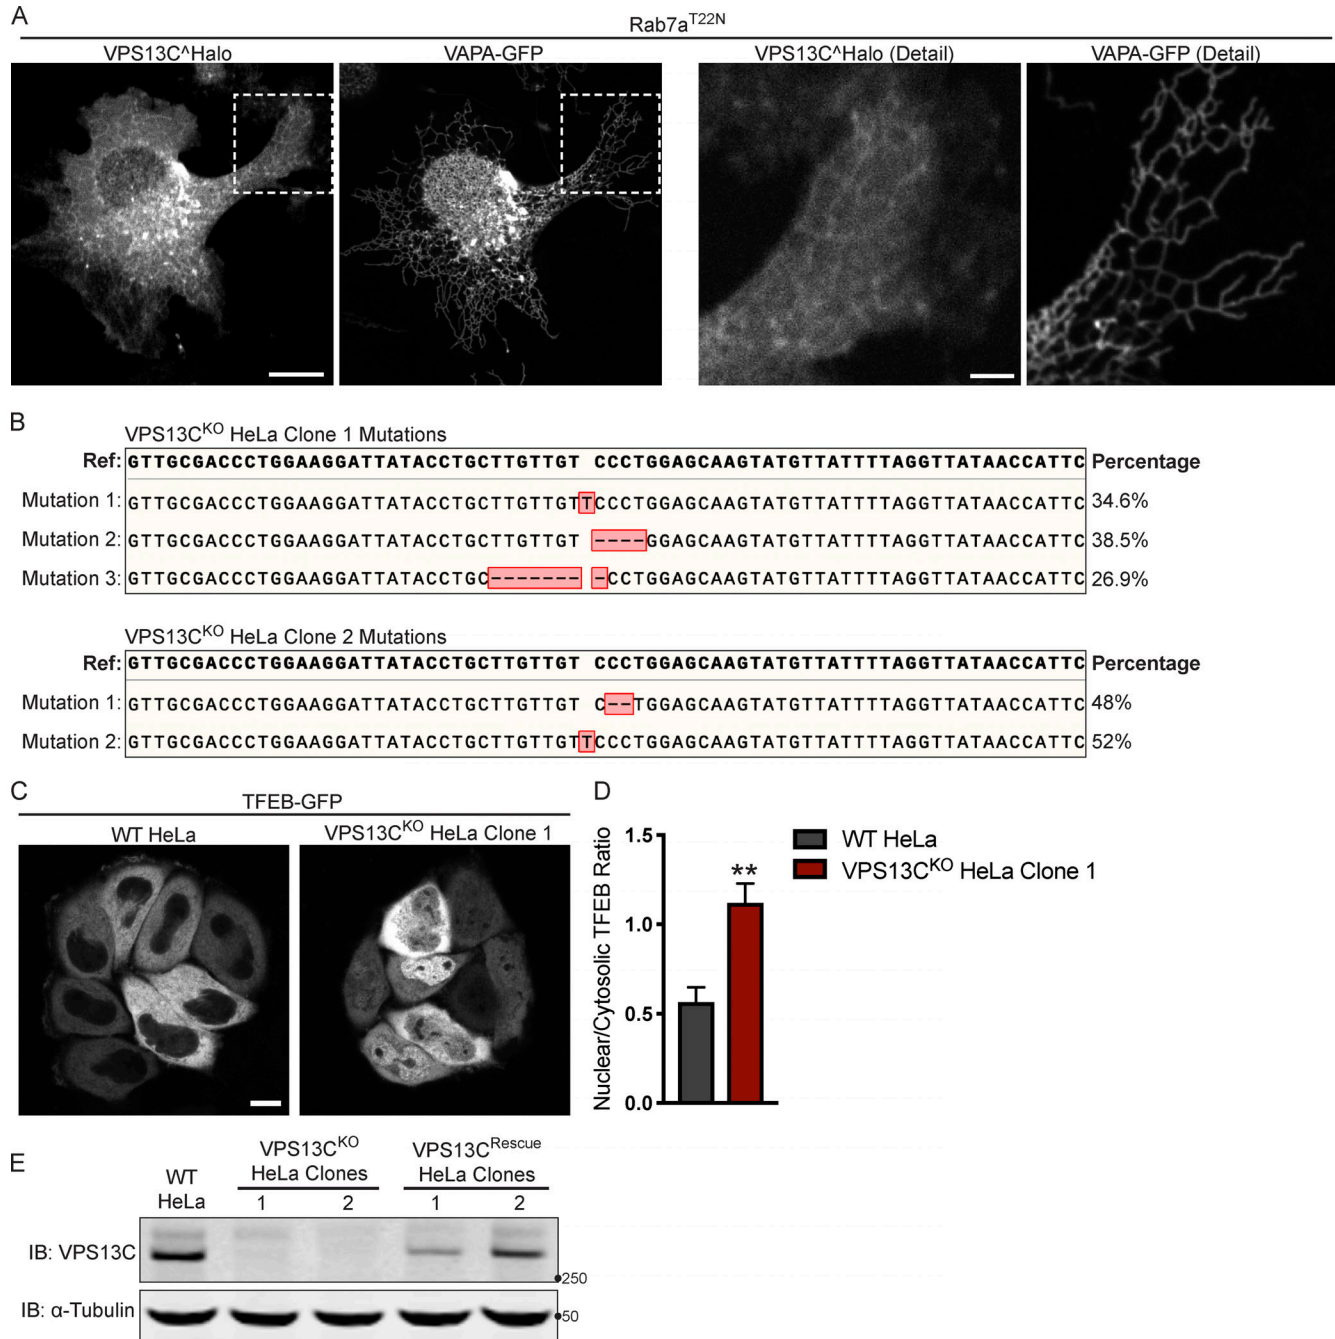 A
Rab7aT22N
VPS13C^Halo
VAPA-GFP
VPS13C^Halo (Detail)
VAPA-GFP (Detail)
B
VPS13CKO HeLa Clone 1 Mutations
Ref: GTTGCGACCCTGGAAGGATTATACCTGCTTGTTGT CCCTGGAGCAAGTATGTTATTTTAGGTTATAACCATTC Percentage
Mutation 1: GTTGCGACCCTGGAAGGATTATACCTGCTTGTTGTTCCCTGGAGCAAGTATGTTATTTTAGGTTATAACCATTC 34.6%
Mutation 2: GTTGCGACCCTGGAAGGATTATACCTGCTTGTTGT ----GGAGCAAGTATGTTATTTTAGGTTATAACCATTC 38.5%
Mutation 3: GTTGCGACCCTGGAAGGATTATACCTGC------- -CCTGGAGCAAGTATGTTATTTTAGGTTATAACCATTC 26.9%
VPS13CKO HeLa Clone 2 Mutations
Ref: GTTGCGACCCTGGAAGGATTATACCTGCTTGTTGT CCCTGGAGCAAGTATGTTATTTTAGGTTATAACCATTC Percentage
Mutation 1: GTTGCGACCCTGGAAGGATTATACCTGCTTGTTGT C--TGGAGCAAGTATGTTATTTTAGGTTATAACCATTC 48%
Mutation 2: GTTGCGACCCTGGAAGGATTATACCTGCTTGTTGTTCCCTGGAGCAAGTATGTTATTTTAGGTTATAACCATTC 52%
C
TFEB-GFP
WT HeLa
VPS13CKO HeLa Clone 1
D
Nuclear/Cytosolic TFEB Ratio
1.5
1.0
0.5
0.0
**
WT HeLa
VPS13CKO HeLa Clone 1
E
WT
HeLa
VPS13CKO
HeLa Clones
1 2
VPS13CRescue
HeLa Clones
1 2
IB: VPS13C
250
IB: α-Tubulin
50